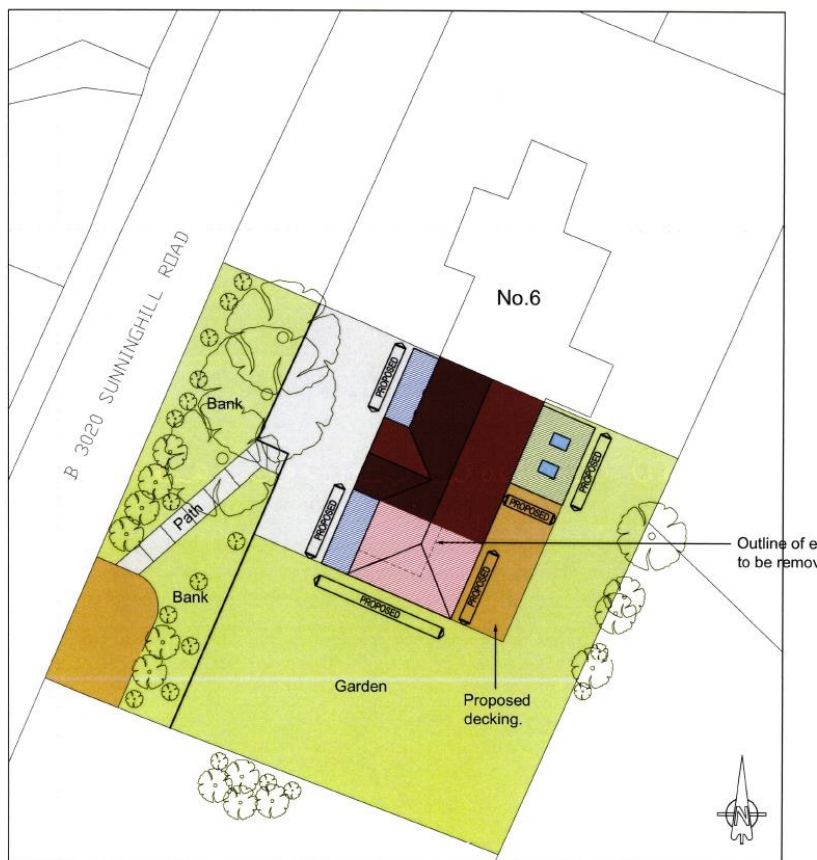 No.6
B 3020 SUNNINGHILL ROAD
PROPOSED
Bank
PROPOSED
PROPOSED
Path
PROPOSED
Outline of e
to be remov
PROPOSED
Bank
PROPOSED
Garden
Proposed
decking.
N